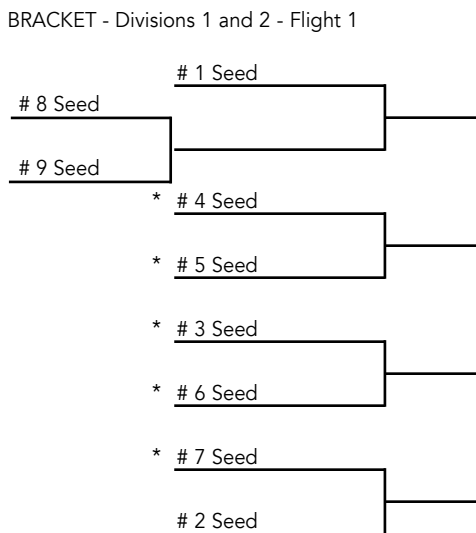 BRACKET - Divisions 1 and 2 - Flight 1
# 1 Seed
# 8 Seed
# 9 Seed
* # 4 Seed
* # 5 Seed
* # 3 Seed
* # 6 Seed
* # 7 Seed
# 2 Seed